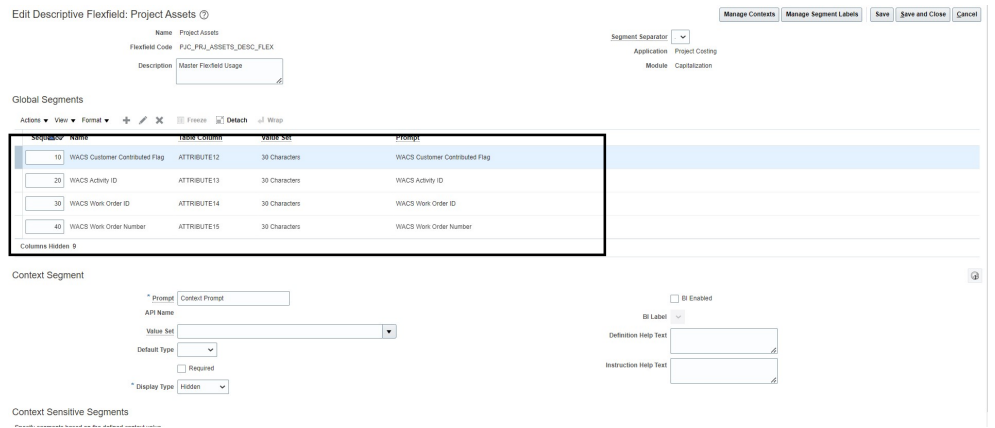 Edit Descriptive Flexfield: Project Assets
Manage Contexts Manage Segment Labels Save Save and Close Cancel
Name Project Assets
Segment Separator .
Flexfield Code PJC_PRJ_ASSETS_DESC_FLEX
Application Project Costing
Description Master Flexfield Usage
Module Capitalization
Global Segments
Actions View Format Freeze Detach Wrap
Sequence Name Table Column Value Set Prompt
10 WACS Customer Contributed Flag ATTRIBUTE12 30 Characters WACS Customer Contributed Flag
20 WACS Activity ID ATTRIBUTE13 30 Characters WACS Activity ID
30 WACS Work Order ID ATTRIBUTE14 30 Characters WACS Work Order ID
40 WACS Work Order Number ATTRIBUTE15 30 Characters WACS Work Order Number
Columns Hidden 9
Context Segment
* Prompt Context Prompt
BI Enabled
API Name
BI Label
Value Set
Definition Help Text
Default Type
Required
Instruction Help Text
* Display Type Hidden
Context Sensitive Segments